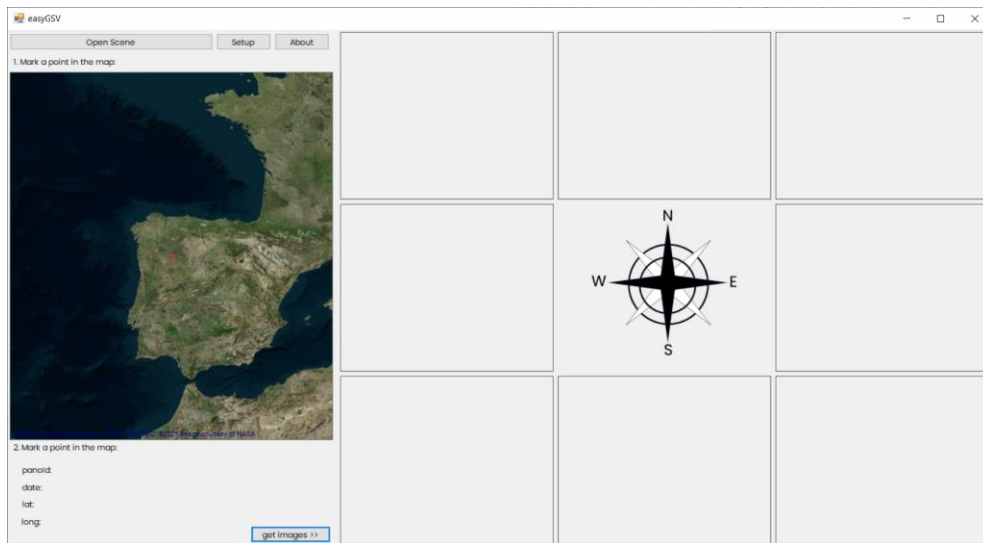 easyGSV
Open Scene
Setup
About
1. Mark a point in the map:
N
W
E
S
2. Mark a point in the map:
panoId:
date:
lat:
long:
get images >>